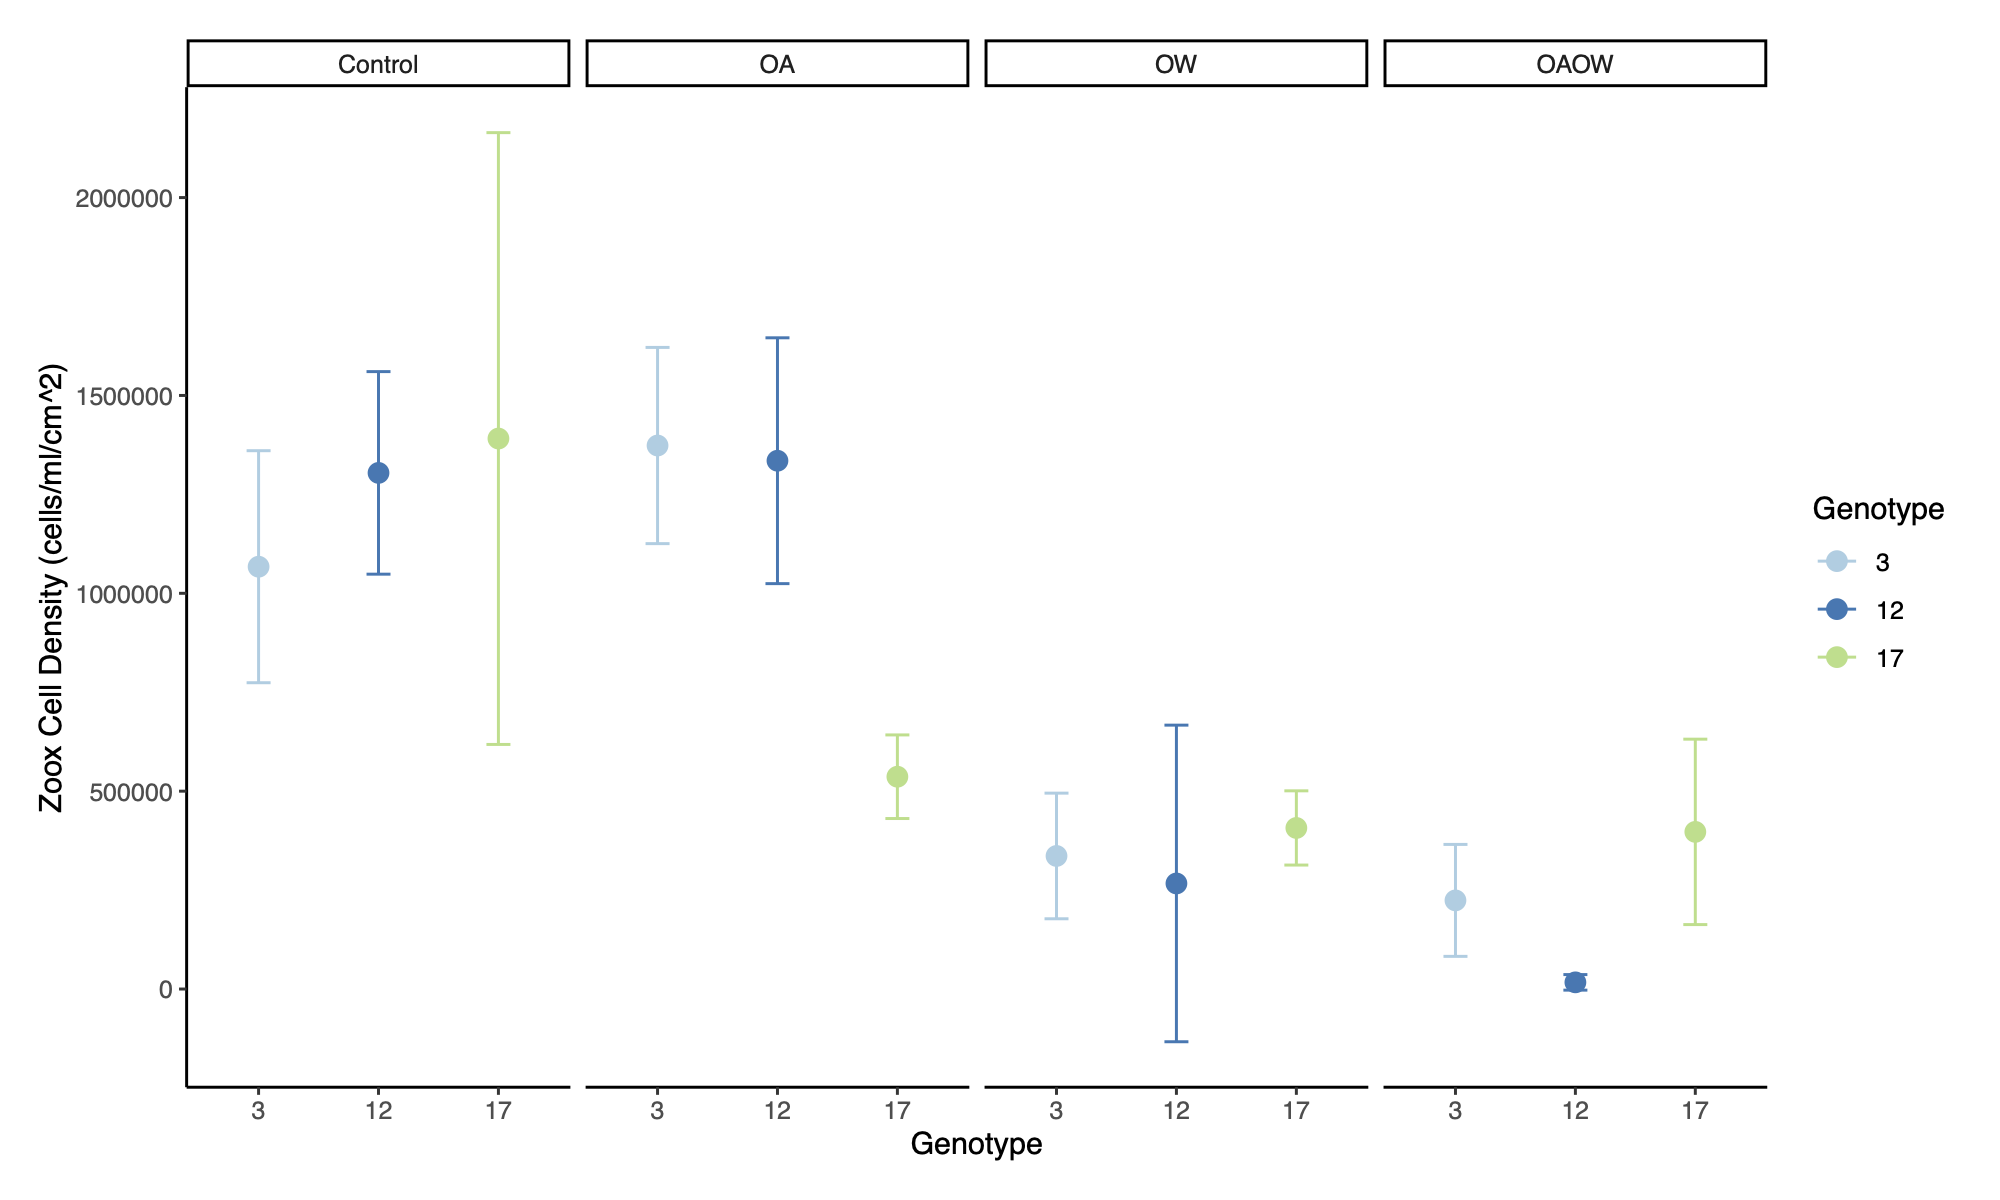 Control OA OW OAOW
2000000
1500000
1000000
500000
0
Zoox Cell Density (cells/ml/cm^2)
3 12 17 3 12 17 3 12 17 3 12 17
Genotype
Genotype
3
12
17